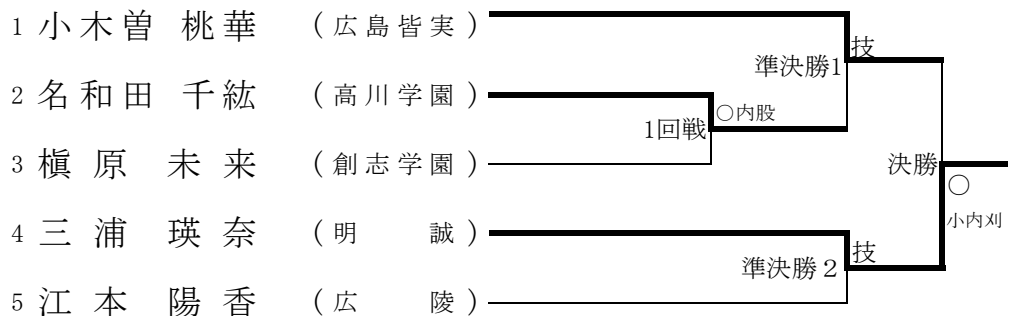 1 小木曽 桃華 （広島皆実）
技
準決勝1
2 名和田 千紘 （高川学園）
○内股
1回戦
3 槇原 未来 （創志学園）
決勝
○
小内刈
4 三浦 瑛奈 （明誠）
技
準決勝２
5 江本 陽香 （広陵）